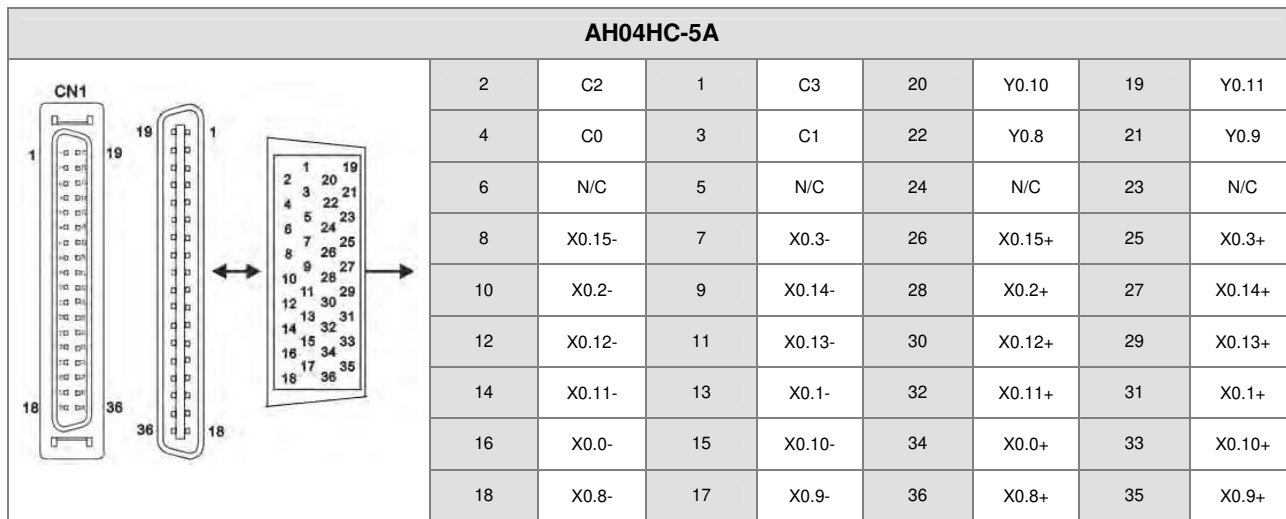 AH04HC-5A
CN1
1 19
18 36
19 1
36 18
1 19
2 20
3 21
4 22
5 23
6 24
7 25
8 26
9 27
10 28
11 29
12 30
13 31
14 32
15 33
16 34
17 35
18 36
2 C2 1 C3 20 Y0.10 19 Y0.11
4 C0 3 C1 22 Y0.8 21 Y0.9
6 N/C 5 N/C 24 N/C 23 N/C
8 X0.15- 7 X0.3- 26 X0.15+ 25 X0.3+
10 X0.2- 9 X0.14- 28 X0.2+ 27 X0.14+
12 X0.12- 11 X0.13- 30 X0.12+ 29 X0.13+
14 X0.11- 13 X0.1- 32 X0.11+ 31 X0.1+
16 X0.0- 15 X0.10- 34 X0.0+ 33 X0.10+
18 X0.8- 17 X0.9- 36 X0.8+ 35 X0.9+